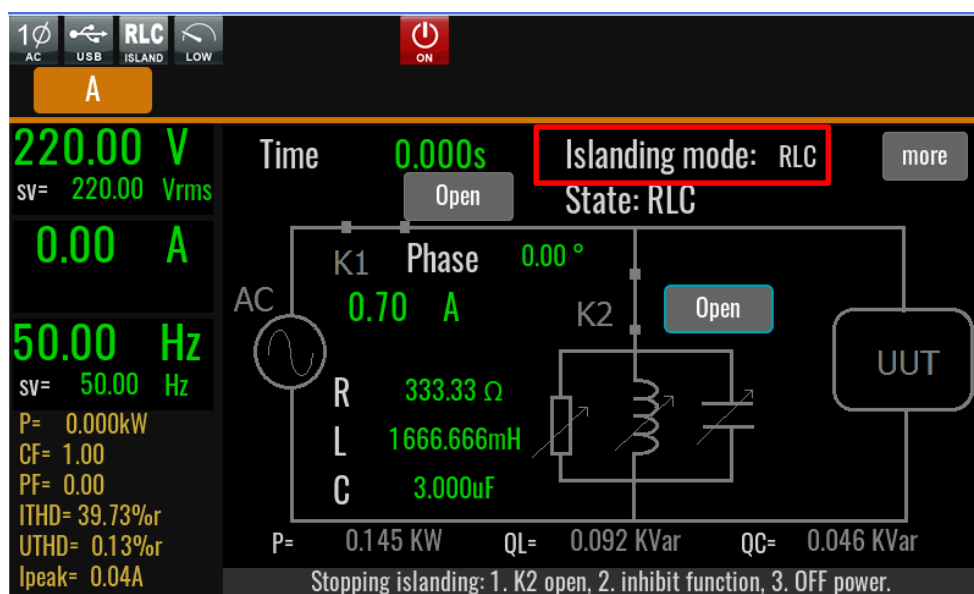 1Ø AC USB RLC ISLAND LOW ON
A
220.00 V
sv= 220.00 Vrms
0.00 A
50.00 Hz
sv= 50.00 Hz
P= 0.000kW
CF= 1.00
PF= 0.00
ITHD= 39.73%r
UTHD= 0.13%r
Ipeak= 0.04A
Time 0.000s Islanding mode: RLC more
Open State: RLC
K1 Phase 0.00 °
AC 0.70 A K2 Open
UUT
R 333.33 Ω
L 1666.666mH
C 3.000uF
P= 0.145 KW QL= 0.092 KVar QC= 0.046 KVar
Stopping islanding: 1. K2 open, 2. inhibit function, 3. OFF power.